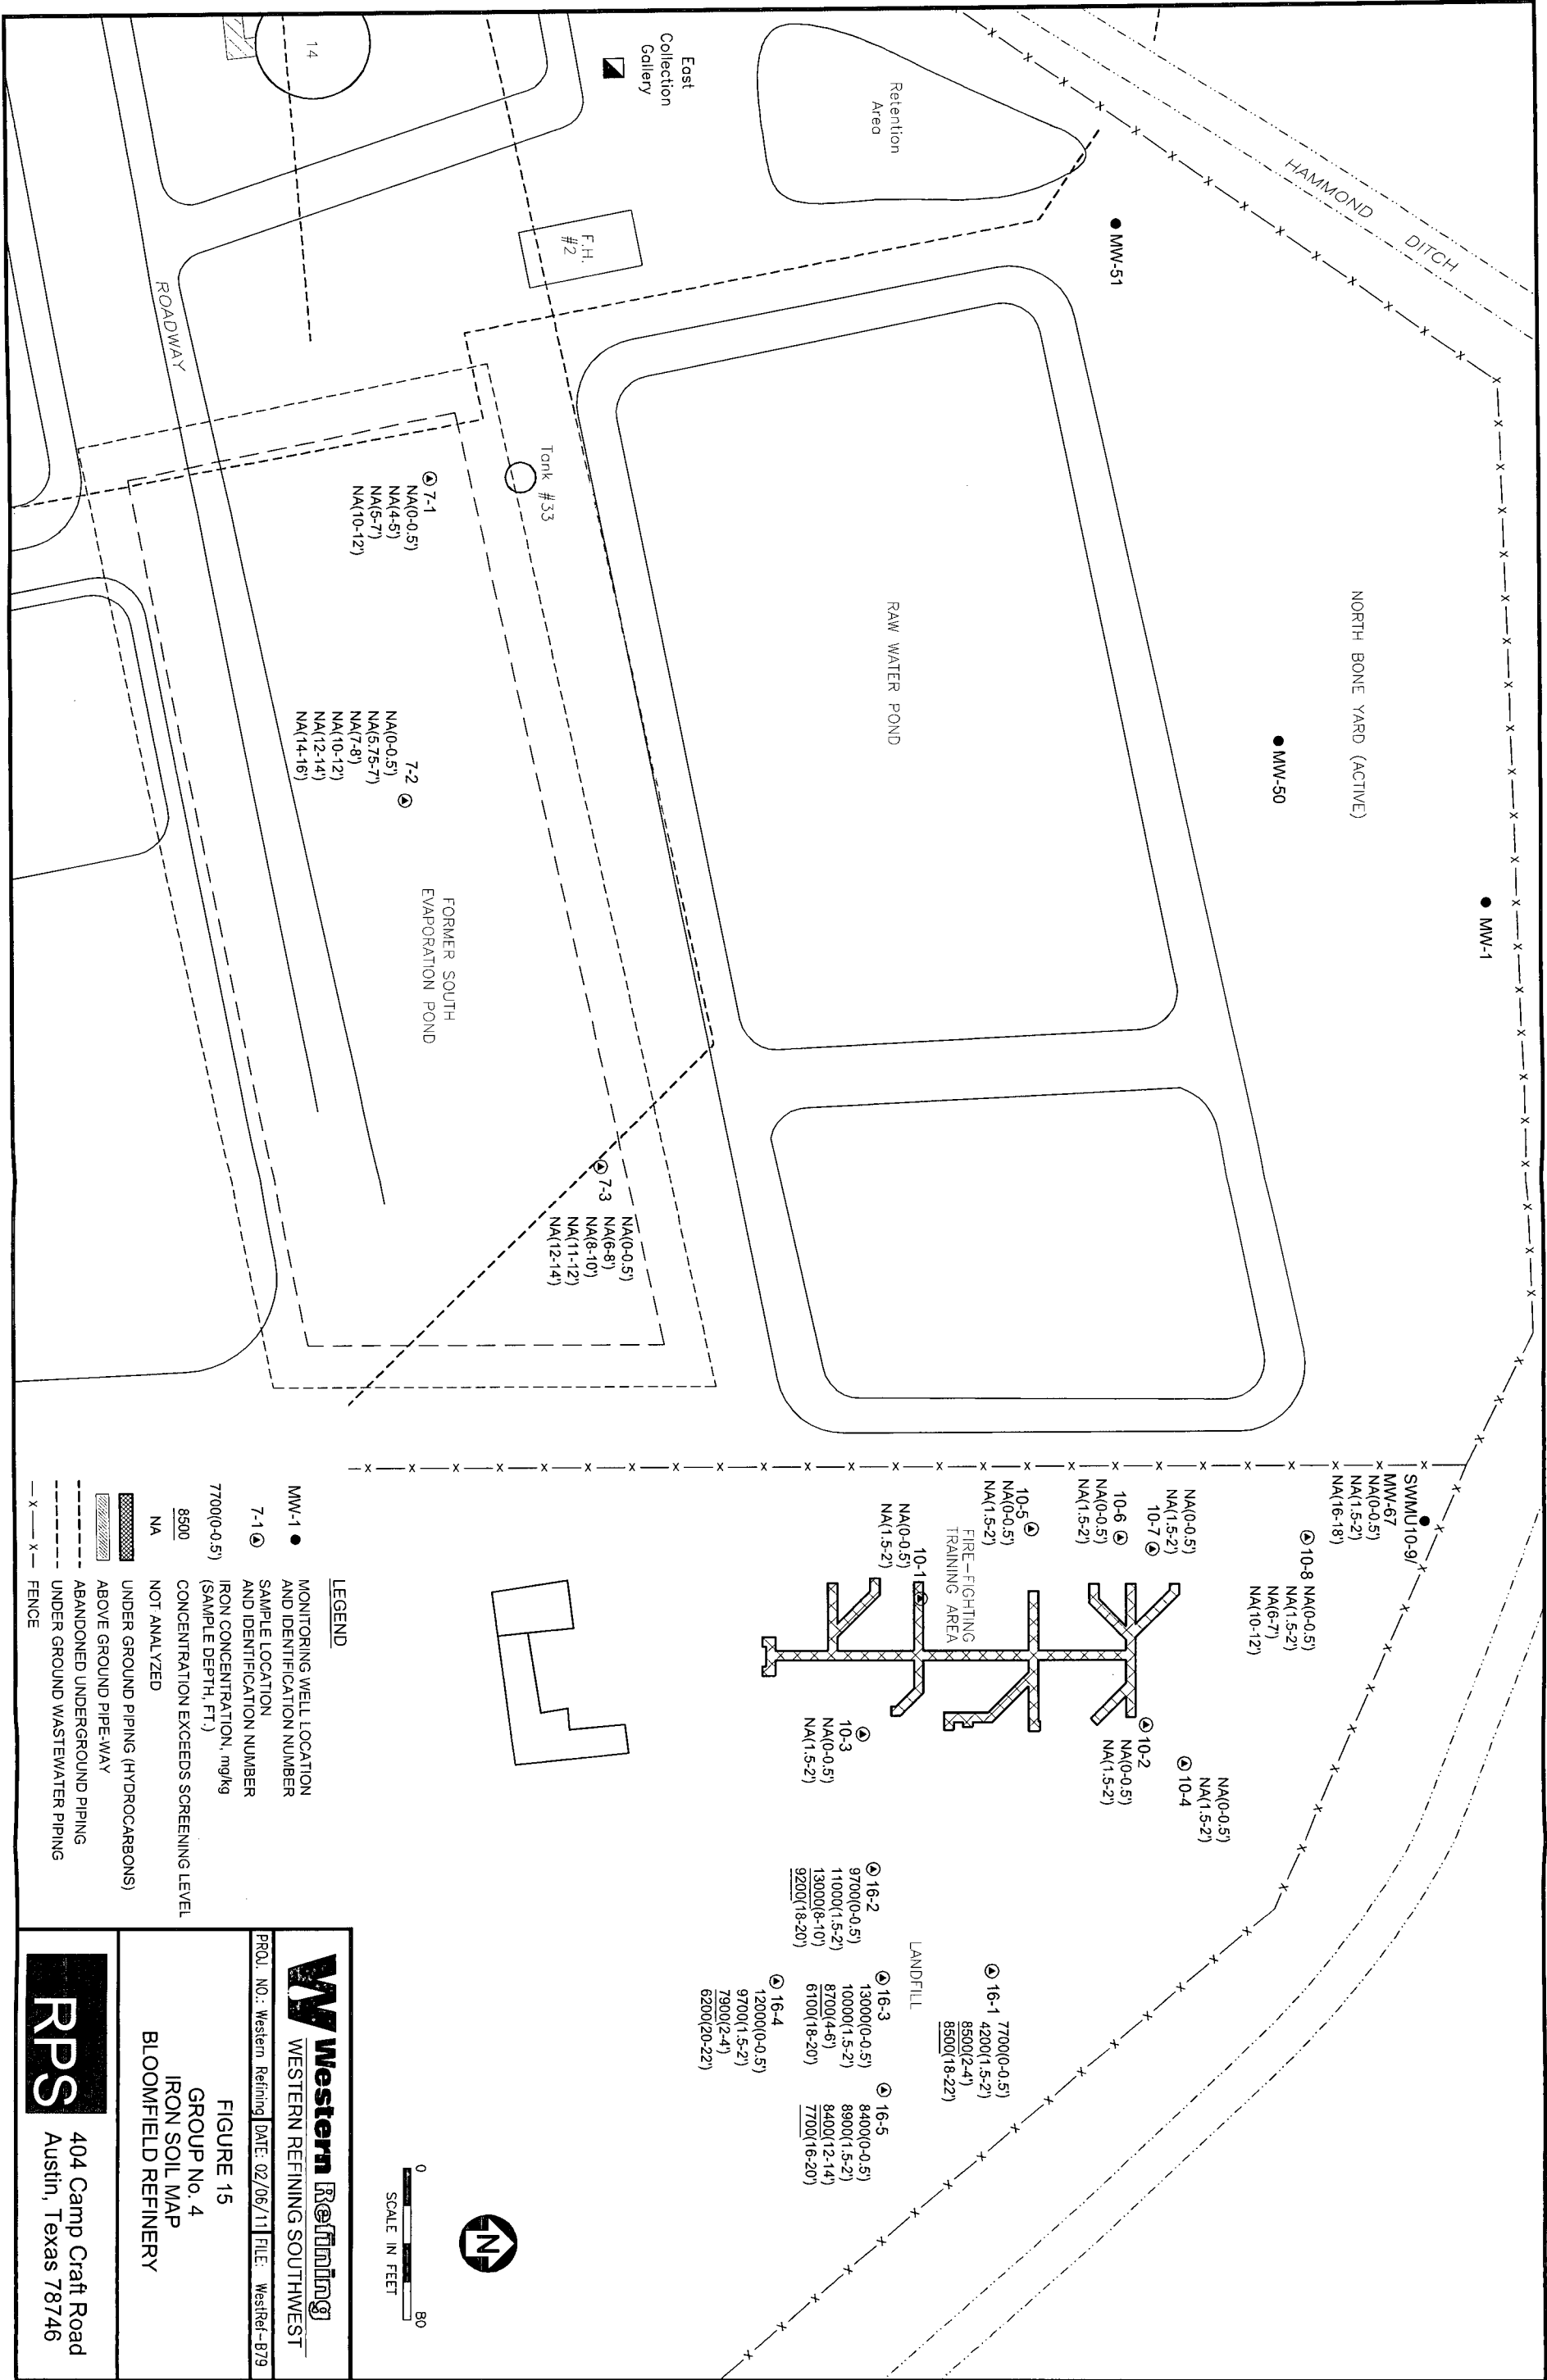 HAMMOND
DITCH
Retention
Area
East
Collection
Gallery
14
F.H.
#2
ROADWAY
MW-51
MW-50
MW-1
NORTH BONE YARD (ACTIVE)
RAW WATER POND
Tank #33
7-1
NA(0-0.5')
NA(4-5')
NA(5-7')
NA(10-12')
7-2
NA(0-0.5')
NA(5.75-7')
NA(7-8')
NA(10-12')
NA(12-14')
NA(14-16')
FORMER SOUTH
EVAPORATION POND
7-3
NA(0-0.5')
NA(6-8')
NA(8-10')
NA(11-12')
NA(12-14')
SWMU10-9/
MW-67
NA(0-0.5')
NA(1.5-2')
NA(16-18')
10-8 NA(0-0.5')
NA(1.5-2')
NA(6-7')
NA(10-12')
NA(0-0.5')
NA(1.5-2')
10-7
10-6
NA(0-0.5')
NA(1.5-2')
10-5
NA(0-0.5')
NA(1.5-2')
FIRE-FIGHTING
TRAINING AREA
10-1
NA(0-0.5')
NA(1.5-2')
NA(0-0.5')
NA(1.5-2')
10-4
10-2
NA(0-0.5')
NA(1.5-2')
10-3
NA(0-0.5')
NA(1.5-2')
16-1 7700(0-0.5')
4200(1.5-2')
8500(2-4')
8500(18-22')
LANDFILL
16-2
9700(0-0.5')
11000(1.5-2')
13000(8-10')
9200(18-20')
16-3
13000(0-0.5')
10000(1.5-2')
8700(4-6')
6100(18-20')
16-5
8400(0-0.5')
8900(1.5-2')
8400(12-14')
7700(16-20')
16-4
12000(0-0.5')
9700(1.5-2')
7900(2-4')
6200(20-22')
N
0 80
SCALE IN FEET
LEGEND
MW-1 MONITORING WELL LOCATION
AND IDENTIFICATION NUMBER
7-1 SAMPLE LOCATION
AND IDENTIFICATION NUMBER
7700(0-0.5') IRON CONCENTRATION, mg/kg
(SAMPLE DEPTH, FT.)
8500 CONCENTRATION EXCEEDS SCREENING LEVEL
NA NOT ANALYZED
UNDER GROUND PIPING (HYDROCARBONS)
ABOVE GROUND PIPE-WAY
ABANDONED UNDERGROUND PIPING
UNDER GROUND WASTEWATER PIPING
FENCE
Western Refining
WESTERN REFINING SOUTHWEST
PROJ. NO.: Western Refining DATE: 02/06/11 FILE: WestRef-B79
FIGURE 15
GROUP No. 4
IRON SOIL MAP
BLOOMFIELD REFINERY
RPS
404 Camp Craft Road
Austin, Texas 78746